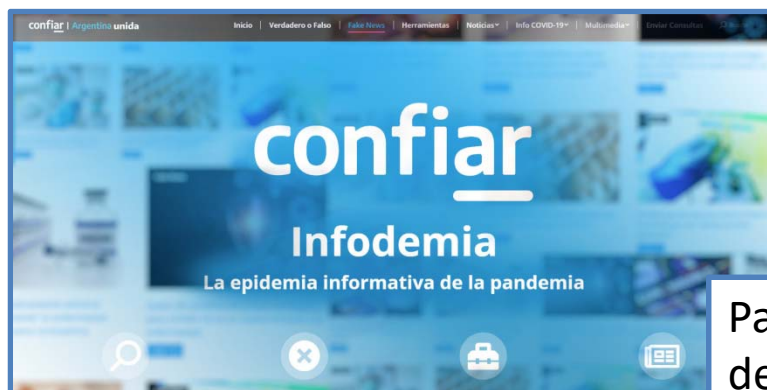 confiar | Argentina unida
Inicio | Verdadero o Falso | Fake News | Herramientas | Noticias | Info COVID-19 | Multimedia | Enviar Consultas
confiar
Infodemia
La epidemia informativa de la pandemia
Pa
de